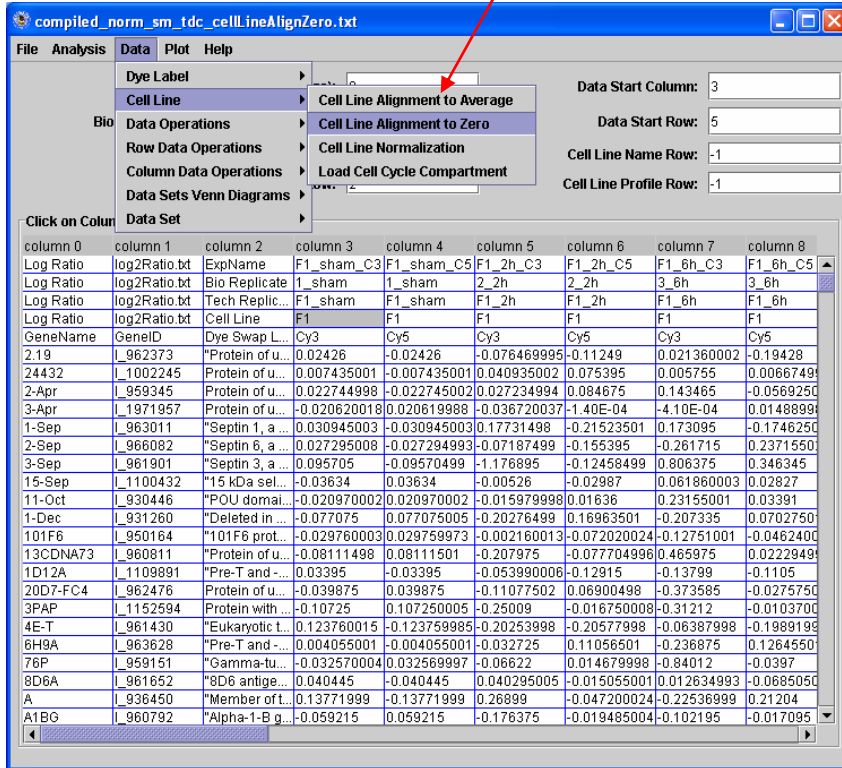 compiled_norm_sm_tdc_cellLineAlignZero.txt
File Analysis Data Plot Help
Dye Label
Cell Line
Data Operations
Row Data Operations
Column Data Operations
Data Sets Venn Diagrams
Data Set
Cell Line Alignment to Average
Cell Line Alignment to Zero
Cell Line Normalization
Load Cell Cycle Compartment
Bio
Data Start Column: 3
Data Start Row: 5
Cell Line Name Row: -1
Cell Line Profile Row: -1
Click on Colum
column 0 column 1 column 2 column 3 column 4 column 5 column 6 column 7 column 8
Log Ratio log2Ratio.txt ExpName F1_sham_C3 F1_sham_C5 F1_2h_C3 F1_2h_C5 F1_6h_C3 F1_6h_C5
Log Ratio log2Ratio.txt Bio Replicate 1_sham 1_sham 2_2h 2_2h 3_6h 3_6h
Log Ratio log2Ratio.txt Tech Replic... F1_sham F1_sham F1_2h F1_2h F1_6h F1_6h
Log Ratio log2Ratio.txt Cell Line F1 F1 F1 F1 F1 F1
GeneName GeneID Dye Swap L... Cy3 Cy5 Cy3 Cy5 Cy3 Cy5
2.19 I_962373 "Protein of u... 0.02426 -0.02426 -0.076469995 -0.11249 0.021360002 -0.19428
24432 I_1002245 Protein of u... 0.007435001 -0.007435001 0.040935002 0.075395 0.005755 0.0066749
2-Apr I_959345 Protein of u... 0.022744998 -0.022745002 0.027234994 0.084675 0.143465 -0.0569250
3-Apr I_1971957 Protein of u... -0.020620018 0.020619988 -0.036720037 -1.40E-04 -4.10E-04 0.0148899
1-Sep I_963011 "Septin 1, a ... 0.030945003 -0.030945003 0.17731498 -0.21523501 0.173095 -0.1746250
2-Sep I_966082 "Septin 6, a ... 0.027295008 -0.027294993 -0.07187499 -0.155395 -0.261715 0.2371550
3-Sep I_961901 "Septin 3, a ... 0.095705 -0.09570499 -1.176895 -0.12458499 0.806375 0.346345
15-Sep I_1100432 "15 kDa sel... -0.03634 0.03634 -0.00526 -0.02987 0.061860003 0.02827
11-Oct I_930446 "POU domai... -0.020970002 0.020970002 -0.015979998 0.01636 0.23155001 0.03391
1-Dec I_931260 "Deleted in ... -0.077075 0.077075005 -0.20276499 0.16963501 -0.207335 0.0702750
101F6 I_950164 "101F6 prot... -0.029760003 0.029759973 -0.002160013 -0.072020024 -0.12751001 -0.046240
13CDNA73 I_960811 "Protein of u... -0.08111498 0.08111501 -0.207975 -0.077704996 0.465975 0.0222949
1D12A I_1109891 "Pre-T and -... 0.03395 -0.03395 -0.053990006 -0.12915 -0.13799 -0.1105
20D7-FC4 I_962476 Protein of u... -0.039875 0.039875 -0.11077502 0.06900498 -0.373585 -0.027575
3PAP I_1152594 Protein with ... -0.10725 0.107250005 -0.25009 -0.016750008 -0.31212 -0.010370
4E-T I_961430 "Eukaryotic t... 0.123760015 -0.123759985 -0.20253998 -0.20577998 -0.06387998 -0.198919
6H9A I_963628 "Pre-T and -... 0.004055001 -0.004055001 -0.032725 0.11056501 -0.236875 0.1264550
76P I_959151 "Gamma-tu... -0.032570004 0.032569997 -0.06622 0.014679998 -0.84012 -0.0397
8D6A I_961652 "8D6 antige... 0.040445 -0.040445 0.040295005 -0.015055001 0.012634993 -0.068505
A I_936450 "Member of t... 0.13771999 -0.13771999 0.26899 -0.047200024 -0.22536999 0.21204
A1BG I_960792 "Alpha-1-B g... -0.059215 0.059215 -0.176375 -0.019485004 -0.102195 -0.017095